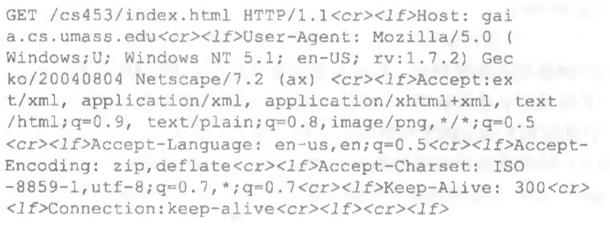 GET /cs453/index.html HTTP/1.1<cr><lf>Host: gai
a.cs.umass.edu<cr><lf>User-Agent: Mozilla/5.0 (
Windows;U; Windows NT 5.1; en-US; rv:1.7.2) Gec
ko/20040804 Netscape/7.2 (ax) <cr><lf>Accept:ex
t/xml, application/xml, application/xhtml+xml, text
/html;q=0.9, text/plain;q=0.8,image/png,*/*;q=0.5
<cr><lf>Accept-Language: en-us,en;q=0.5<cr><lf>Accept-
Encoding: zip,deflate<cr><lf>Accept-Charset: ISO
-8859-1,utf-8;q=0.7,*;q=0.7<cr><lf>Keep-Alive: 300<cr>
<lf>Connection:keep-alive<cr><lf><cr><lf>